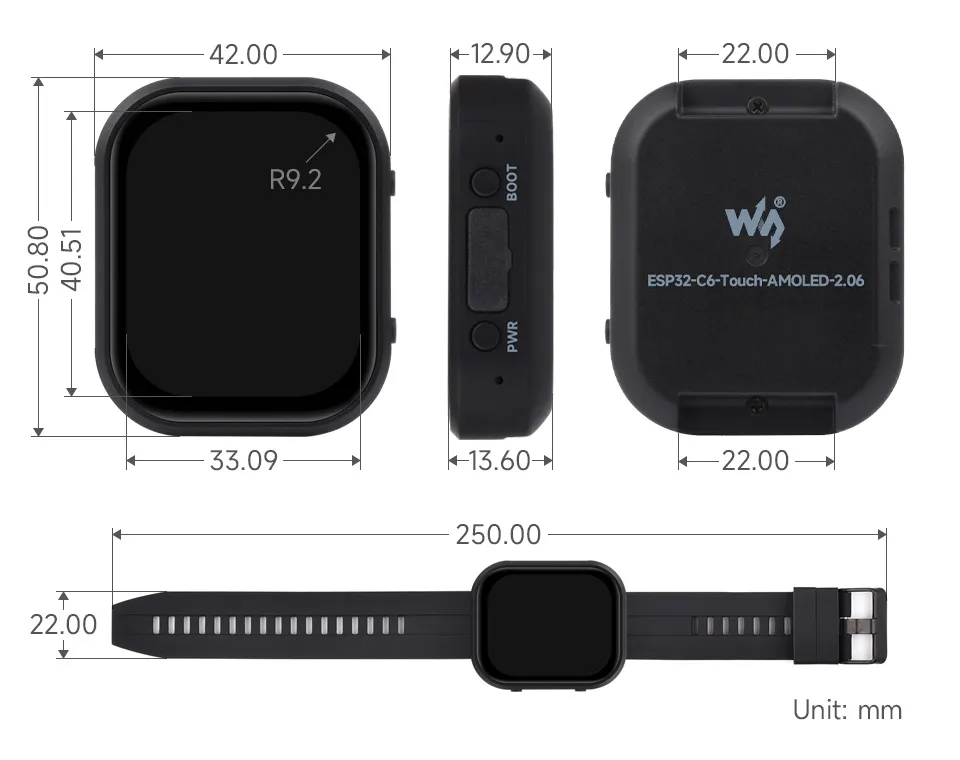 42.00
12.90
22.00
R9.2
50.80
40.51
BOOT
PWR
®
ESP32-C6-Touch-AMOLED-2.06
33.09
13.60
22.00
250.00
22.00
Unit: mm